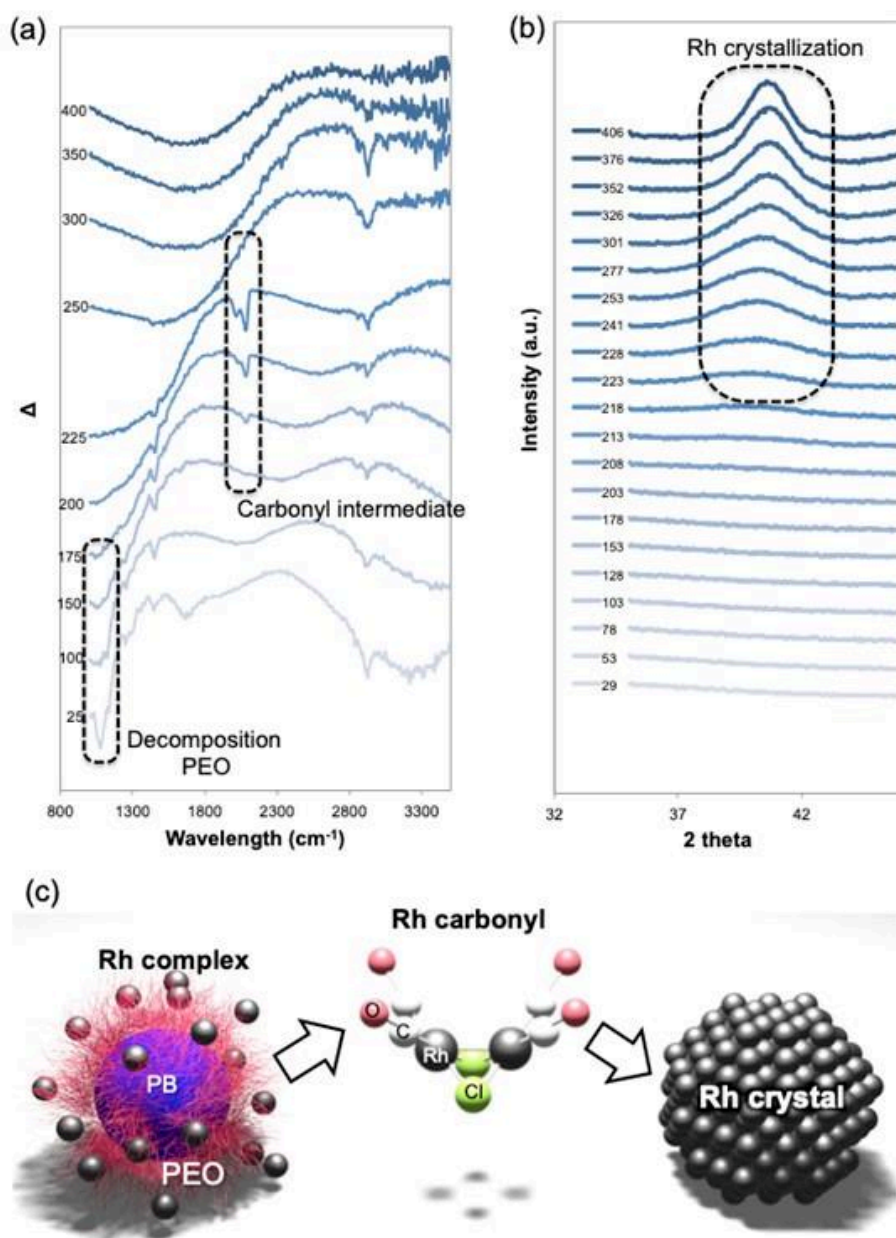 (a)
400
350
300
250
225
200
175
150
100
25
Δ
Carbonyl intermediate
Decomposition
PEO
800 1300 1800 2300 2800 3300
Wavelength (cm⁻¹)
(b)
Rh crystallization
406
376
352
326
301
277
253
241
228
223
218
213
208
203
178
153
128
103
78
53
29
Intensity (a.u.)
32 37 42
2 theta
(c)
Rh complex
PB
PEO
Rh carbonyl
O
C
Rh
Cl
Rh crystal